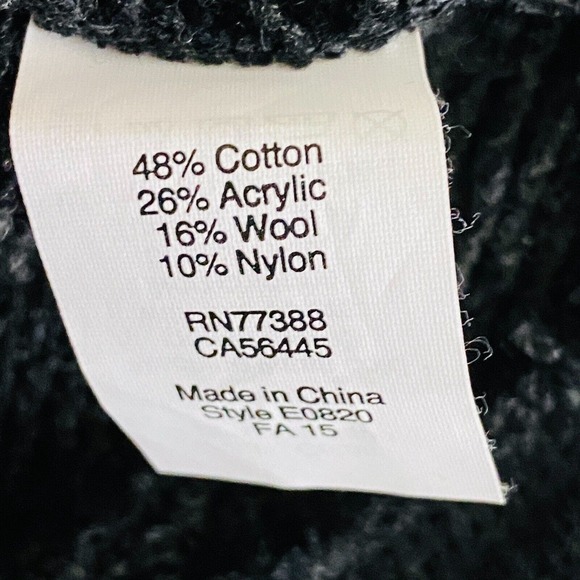 48% Cotton
26% Acrylic
16% Wool
10% Nylon
RN77388
CA56445
Made in China
Style E0820
FA 15